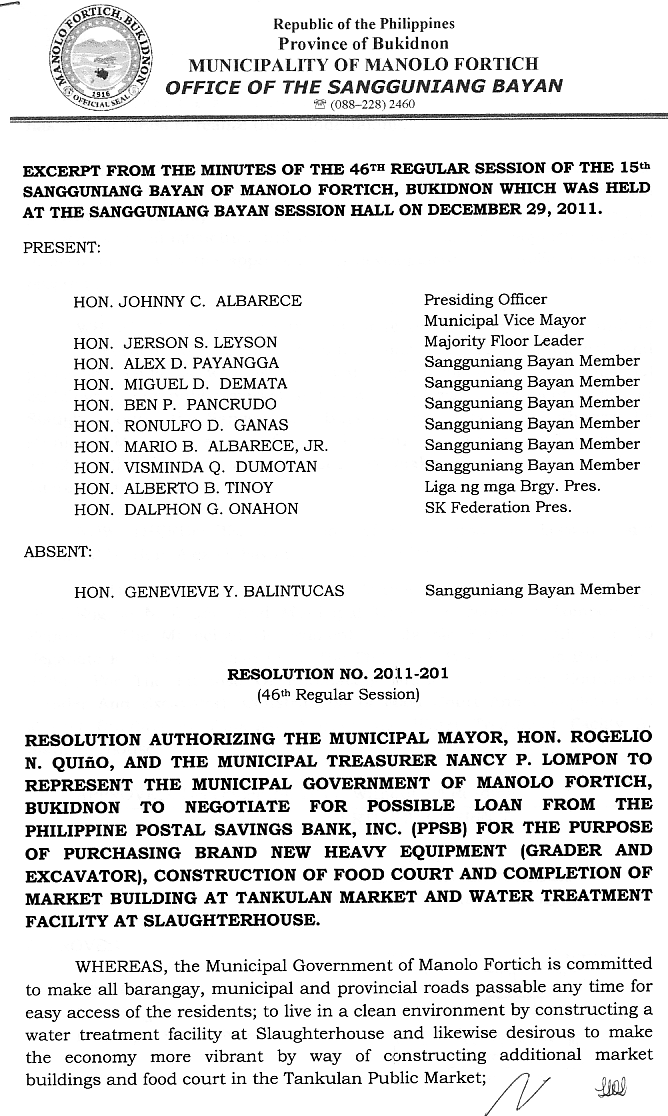 Republic of the Philippines
Province of Bukidnon
MUNICIPALITY OF MANOLO FORTICH
OFFICE OF THE SANGGUNIANG BAYAN
☏ (088–228) 2460
MANOLO FORTICH, BUKIDNON
1916
OFFICIAL SEAL
EXCERPT FROM THE MINUTES OF THE 46TH REGULAR SESSION OF THE 15th
SANGGUNIANG BAYAN OF MANOLO FORTICH, BUKIDNON WHICH WAS HELD
AT THE SANGGUNIANG BAYAN SESSION HALL ON DECEMBER 29, 2011.
PRESENT:
HON. JOHNNY C. ALBARECE Presiding Officer
Municipal Vice Mayor
HON. JERSON S. LEYSON Majority Floor Leader
HON. ALEX D. PAYANGGA Sangguniang Bayan Member
HON. MIGUEL D. DEMATA Sangguniang Bayan Member
HON. BEN P. PANCRUDO Sangguniang Bayan Member
HON. RONULFO D. GANAS Sangguniang Bayan Member
HON. MARIO B. ALBARECE, JR. Sangguniang Bayan Member
HON. VISMINDA Q. DUMOTAN Sangguniang Bayan Member
HON. ALBERTO B. TINOY Liga ng mga Brgy. Pres.
HON. DALPHON G. ONAHON SK Federation Pres.
ABSENT:
HON. GENEVIEVE Y. BALINTUCAS Sangguniang Bayan Member
RESOLUTION NO. 2011-201
(46th Regular Session)
RESOLUTION AUTHORIZING THE MUNICIPAL MAYOR, HON. ROGELIO
N. QUIñO, AND THE MUNICIPAL TREASURER NANCY P. LOMPON TO
REPRESENT THE MUNICIPAL GOVERNMENT OF MANOLO FORTICH,
BUKIDNON TO NEGOTIATE FOR POSSIBLE LOAN FROM THE
PHILIPPINE POSTAL SAVINGS BANK, INC. (PPSB) FOR THE PURPOSE
OF PURCHASING BRAND NEW HEAVY EQUIPMENT (GRADER AND
EXCAVATOR), CONSTRUCTION OF FOOD COURT AND COMPLETION OF
MARKET BUILDING AT TANKULAN MARKET AND WATER TREATMENT
FACILITY AT SLAUGHTERHOUSE.
WHEREAS, the Municipal Government of Manolo Fortich is committed
to make all barangay, municipal and provincial roads passable any time for
easy access of the residents; to live in a clean environment by constructing a
water treatment facility at Slaughterhouse and likewise desirous to make
the economy more vibrant by way of constructing additional market
buildings and food court in the Tankulan Public Market;